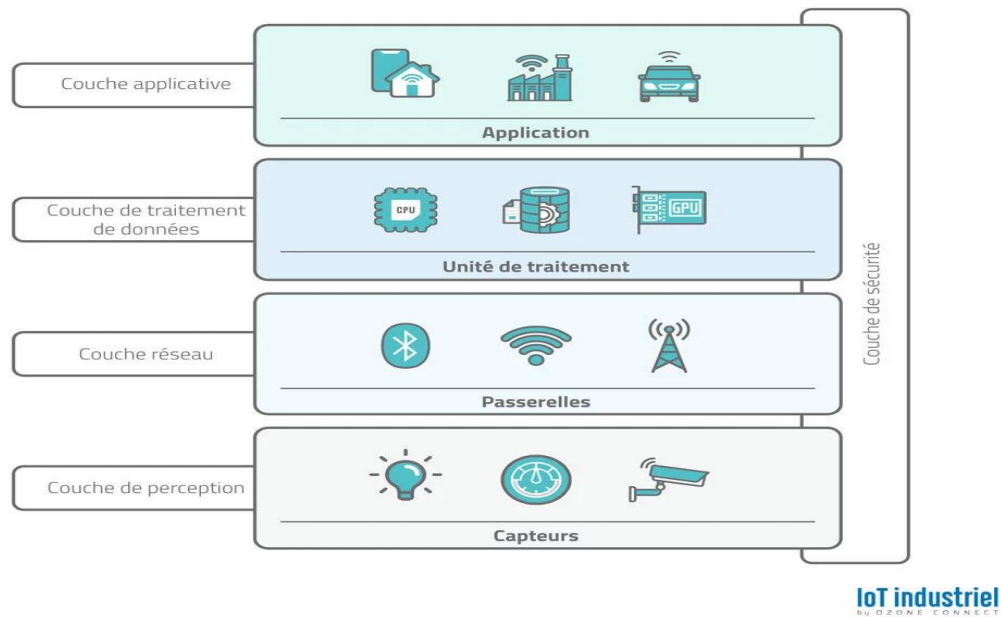 Couche applicative
Application
Couche de traitement
de données
CPU
GPU
Unité de traitement
Couche réseau
Passerelles
Couche de perception
Capteurs
Couche de sécurité
IoT industriel
by OZONE CONNECT